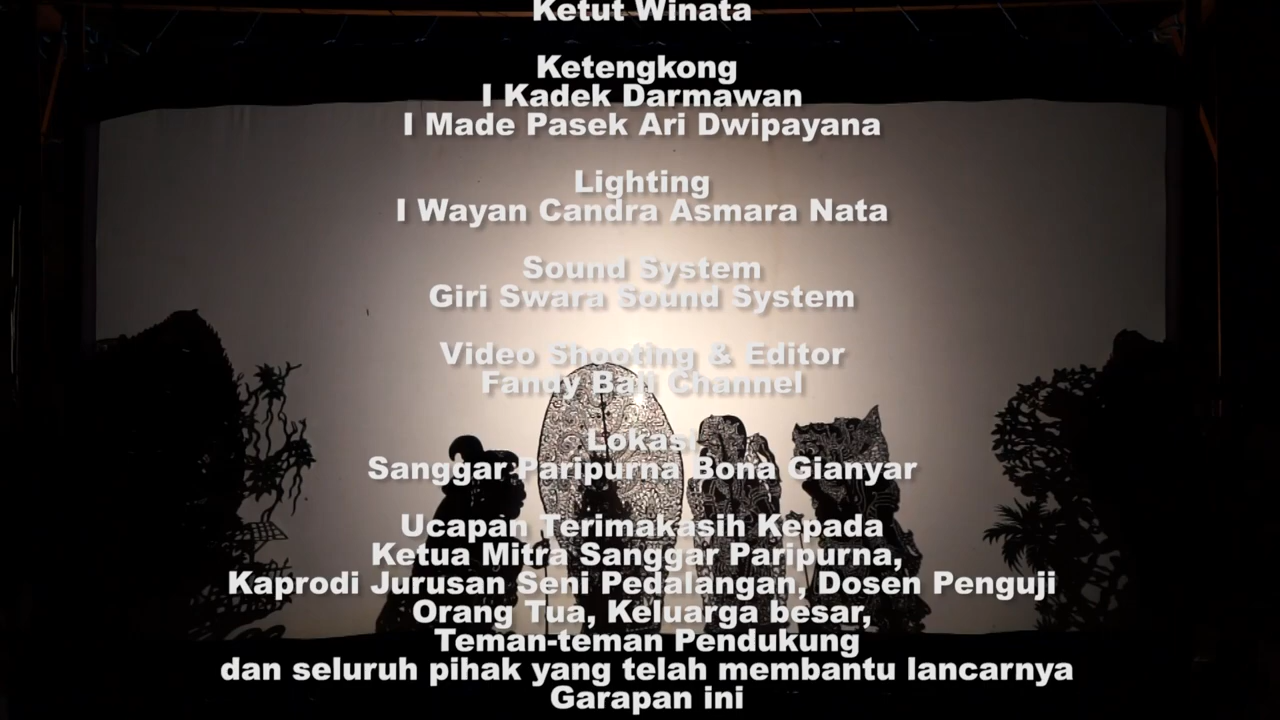 Ketut Winata
Ketengkong
I Kadek Darmawan
I Made Pasek Ari Dwipayana
Lighting
I Wayan Candra Asmara Nata
Sound System
Giri Swara Sound System
Video Shooting & Editor
Fandy Bali Channel
Lokasi
Sanggar Paripurna Bona Gianyar
Ucapan Terimakasih Kepada
Ketua Mitra Sanggar Paripurna,
Kaprodi Jurusan Seni Pedalangan, Dosen Penguji
Orang Tua, Keluarga besar,
Teman-teman Pendukung
dan seluruh pihak yang telah membantu lancarnya
Garapan ini